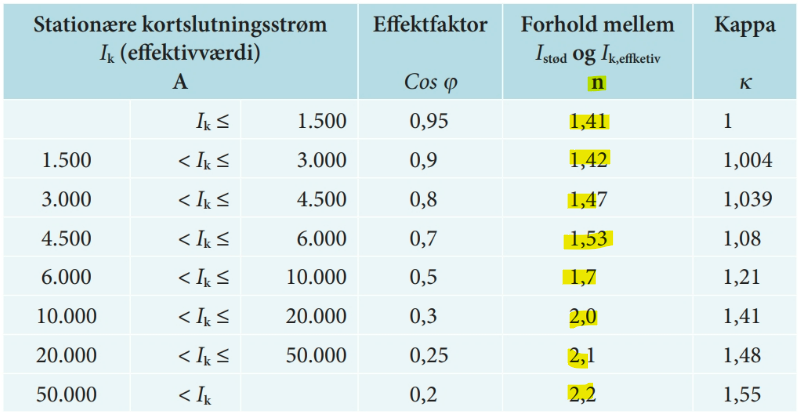 Stationære kortslutningsstrøm Effektfaktor Forhold mellem Kappa
Ik (effektivværdi) Istød og Ik,effketiv
A Cos φ n κ
Ik ≤ 1.500 0,95 1,41 1
1.500 < Ik ≤ 3.000 0,9 1,42 1,004
3.000 < Ik ≤ 4.500 0,8 1,47 1,039
4.500 < Ik ≤ 6.000 0,7 1,53 1,08
6.000 < Ik ≤ 10.000 0,5 1,7 1,21
10.000 < Ik ≤ 20.000 0,3 2,0 1,41
20.000 < Ik ≤ 50.000 0,25 2,1 1,48
50.000 < Ik 0,2 2,2 1,55